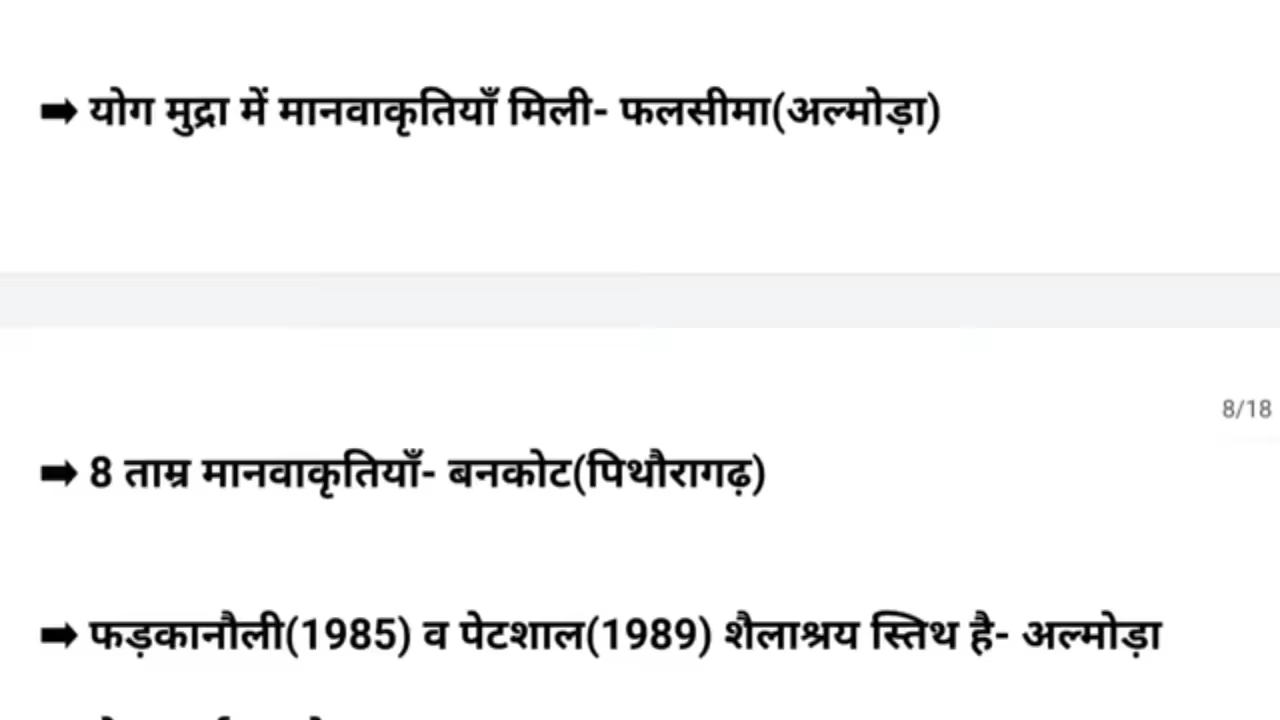 ➡ योग मुद्रा में मानवाकृतियाँ मिली- फलसीमा(अल्मोड़ा)
8/18
➡ 8 ताम्र मानवाकृतियाँ- बनकोट(पिथौरागढ़)
➡ फड़कानौली(1985) व पेटशाल(1989) शैलाश्रय स्तिथ है- अल्मोड़ा